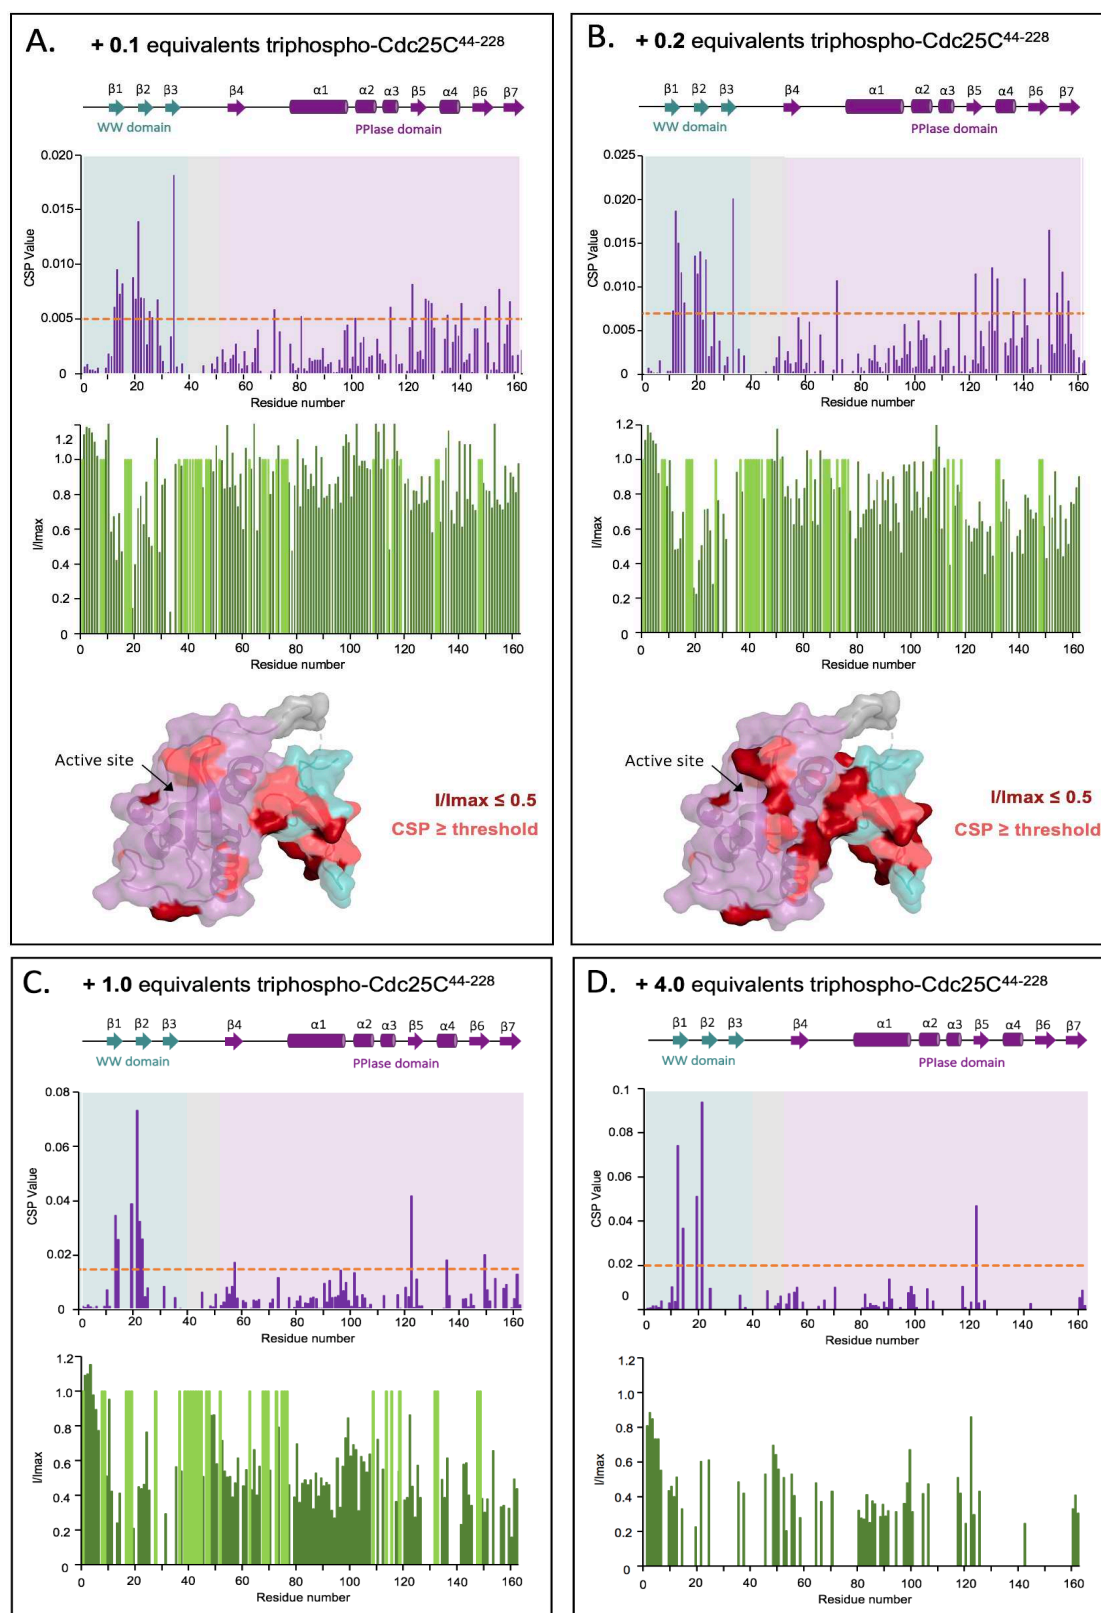 A. + 0.1 equivalents triphospho-Cdc25C44-228
β1 β2 β3 β4 α1 α2 α3 β5 α4 β6 β7
WW domain PPIase domain
0.020
0.015
0.010
0.005
0
CSP Value
0 20 40 60 80 100 120 140 160
Residue number
1.2
1.0
0.8
0.6
0.4
0.2
0
I/Imax
0 20 40 60 80 100 120 140 160
Residue number
Active site
I/Imax ≤ 0.5
CSP ≥ threshold
B. + 0.2 equivalents triphospho-Cdc25C44-228
β1 β2 β3 β4 α1 α2 α3 β5 α4 β6 β7
WW domain PPIase domain
0.025
0.020
0.015
0.010
0.005
0
CSP Value
0 20 40 60 80 100 120 140 160
Residue number
1.2
1.0
0.8
0.6
0.4
0.2
0
I/Imax
0 20 40 60 80 100 120 140 160
Residue number
Active site
I/Imax ≤ 0.5
CSP ≥ threshold
C. + 1.0 equivalents triphospho-Cdc25C44-228
β1 β2 β3 β4 α1 α2 α3 β5 α4 β6 β7
WW domain PPIase domain
0.08
0.06
0.04
0.02
0
CSP Value
0 20 40 60 80 100 120 140 160
Residue number
1.2
1.0
0.8
0.6
0.4
0.2
0
I/Imax
0 20 40 60 80 100 120 140 160
Residue number
D. + 4.0 equivalents triphospho-Cdc25C44-228
β1 β2 β3 β4 α1 α2 α3 β5 α4 β6 β7
WW domain PPIase domain
0.1
0.08
0.06
0.04
0.02
0
CSP Value
0 20 40 60 80 100 120 140 160
Residue number
1.2
1.0
0.8
0.6
0.4
0.2
0
I/Imax
0 20 40 60 80 100 120 140 160
Residue number